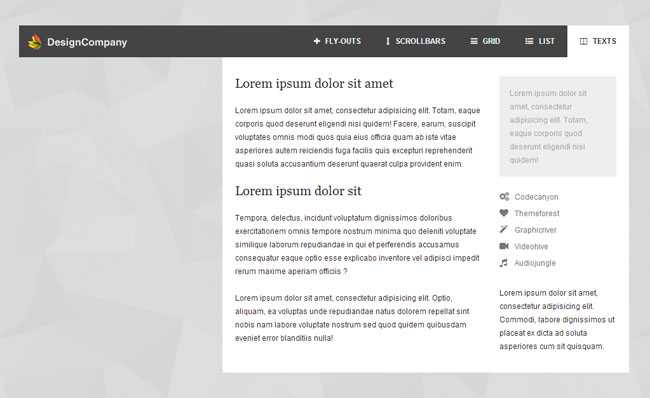 DesignCompany
FLY-OUTS
SCROLLBARS
GRID
LIST
TEXTS
Lorem ipsum dolor sit amet
Lorem ipsum dolor sit amet, consectetur adipisicing elit. Totam, eaque
corporis quod deserunt eligendi nisi quidem! Facere, earum, suscipit
voluptates omnis modi quos quia eius officia quam ab iste vitae
asperiores autem reiciendis fuga facilis quis excepturi reprehenderit
quasi soluta accusantium deserunt quaerat culpa provident enim.
Lorem ipsum dolor sit
Tempora, delectus, incidunt voluptatum dignissimos doloribus
exercitationem omnis tempore nostrum minima quo deleniti voluptate
similique laborum repudiandae in qui et perferendis accusamus
consequatur eaque optio esse explicabo inventore vel adipisci impedit
rerum maxime aperiam officiis ?
Lorem ipsum dolor sit amet, consectetur adipisicing elit. Optio,
aliquam, ea voluptas unde repudiandae natus dolorem repellat sint
nobis nam labore voluptate nostrum sed quod quidem quibusdam
eveniet error blanditiis nulla!
Lorem ipsum dolor sit
amet, consectetur
adipisicing elit. Totam,
eaque corporis quod
deserunt eligendi nisi
quidem!
Codecanyon
Themeforest
Graphicriver
Videohive
Audiojungle
Lorem ipsum dolor sit amet,
consectetur adipisicing elit.
Commodi, labore dignissimos ut
placeat ex dicta ad soluta
asperiores cum sit quisquam.